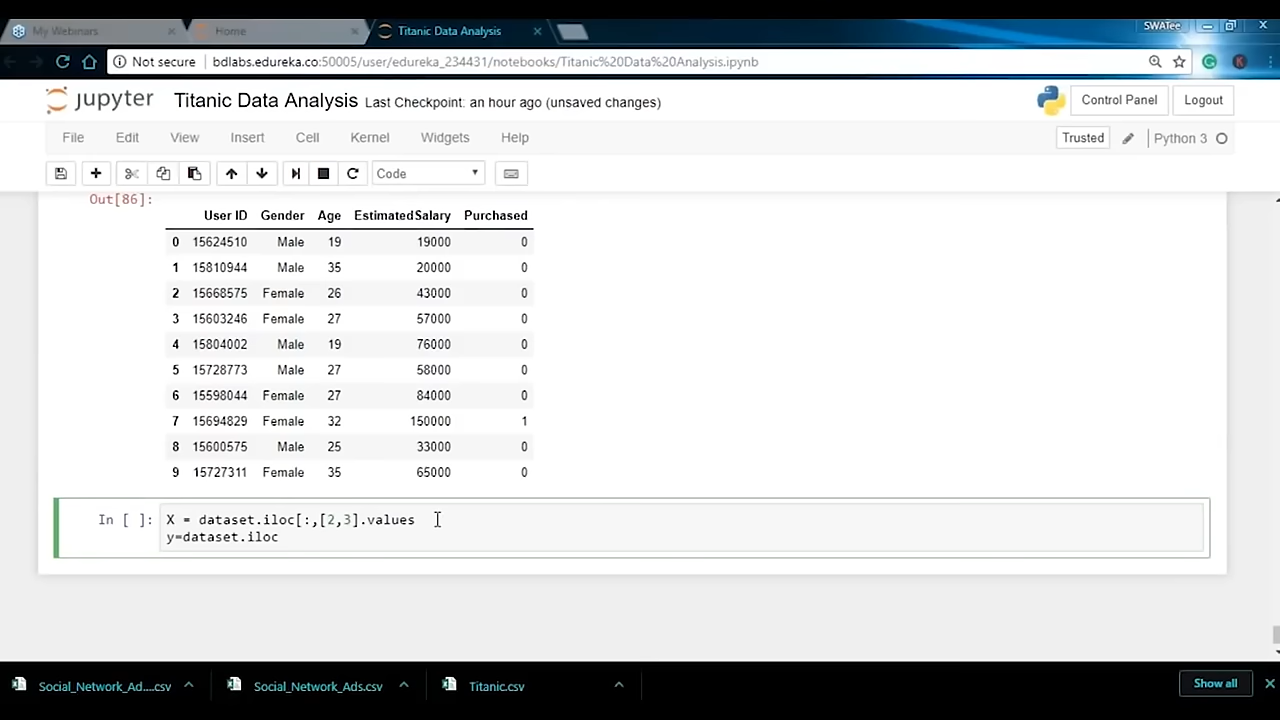 SWATee
My Webinars
Home
Titanic Data Analysis
Not secure
bdlabs.edureka.co:50005/user/edureka_234431/notebooks/Titanic%20Data%20Analysis.ipynb
jupyter
Titanic Data Analysis
Last Checkpoint: an hour ago (unsaved changes)
Control Panel
Logout
File Edit View Insert Cell Kernel Widgets Help
Trusted
Python 3
Code
Out[86]:
User ID Gender Age EstimatedSalary Purchased
0 15624510 Male 19 19000 0
1 15810944 Male 35 20000 0
2 15668575 Female 26 43000 0
3 15603246 Female 27 57000 0
4 15804002 Male 19 76000 0
5 15728773 Male 27 58000 0
6 15598044 Female 27 84000 0
7 15694829 Female 32 150000 1
8 15600575 Male 25 33000 0
9 15727311 Female 35 65000 0
In [ ]: X = dataset.iloc[:,[2,3].values
y=dataset.iloc
Social_Network_Ad....csv
Social_Network_Ads.csv
Titanic.csv
Show all